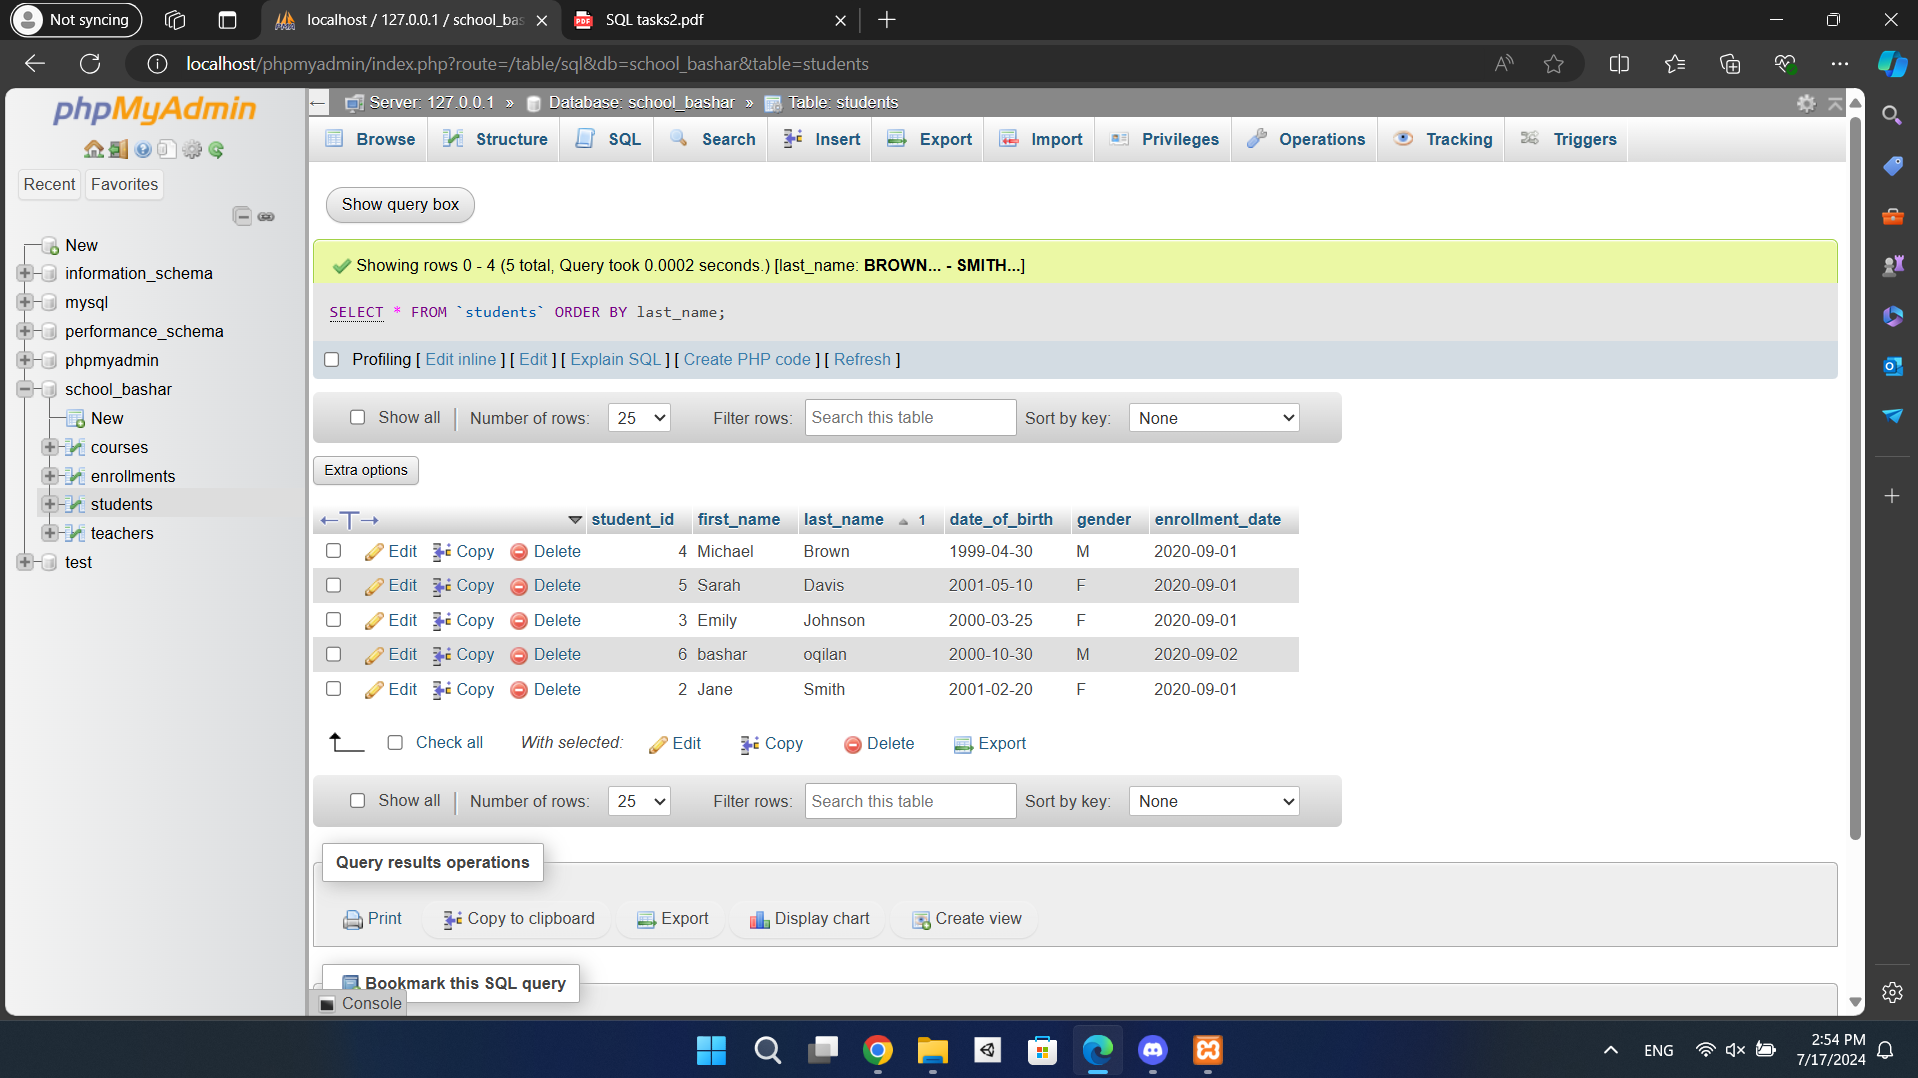 Not syncing
localhost / 127.0.0.1 / school_bas
SQL tasks2.pdf
localhost/phpmyadmin/index.php?route=/table/sql&db=school_bashar&table=students
phpMyAdmin
Recent
Favorites
New
information_schema
mysql
performance_schema
phpmyadmin
school_bashar
New
courses
enrollments
students
teachers
test
Server: 127.0.0.1 » Database: school_bashar » Table: students
Browse Structure SQL Search Insert Export Import Privileges Operations Tracking Triggers
Show query box
Showing rows 0 - 4 (5 total, Query took 0.0002 seconds.) [last_name: BROWN... - SMITH...]
SELECT * FROM `students` ORDER BY last_name;
Profiling [ Edit inline ] [ Edit ] [ Explain SQL ] [ Create PHP code ] [ Refresh ]
Show all Number of rows: 25 Filter rows: Search this table Sort by key: None
Extra options
student_id first_name last_name 1 date_of_birth gender enrollment_date
Edit Copy Delete 4 Michael Brown 1999-04-30 M 2020-09-01
Edit Copy Delete 5 Sarah Davis 2001-05-10 F 2020-09-01
Edit Copy Delete 3 Emily Johnson 2000-03-25 F 2020-09-01
Edit Copy Delete 6 bashar oqilan 2000-10-30 M 2020-09-02
Edit Copy Delete 2 Jane Smith 2001-02-20 F 2020-09-01
Check all With selected: Edit Copy Delete Export
Show all Number of rows: 25 Filter rows: Search this table Sort by key: None
Query results operations
Print Copy to clipboard Export Display chart Create view
Bookmark this SQL query
Console
ENG
2:54 PM
7/17/2024